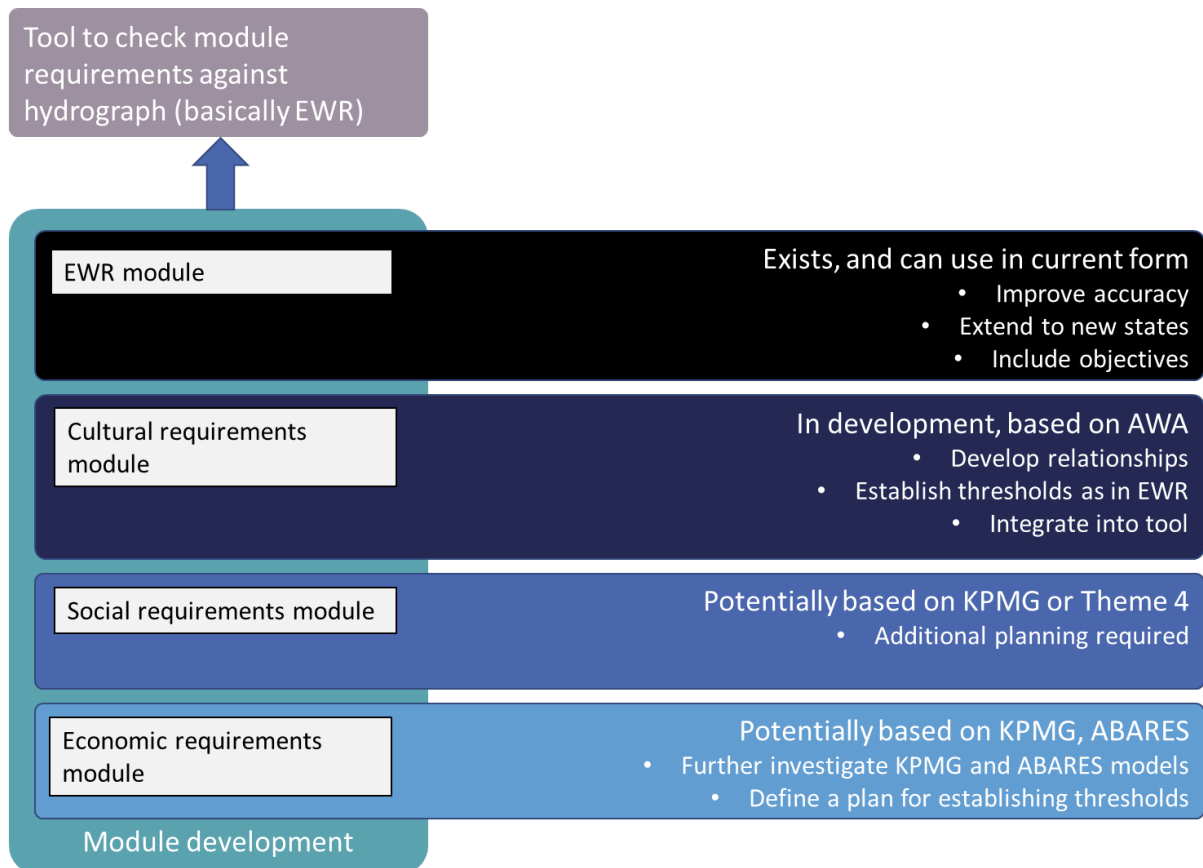 Tool to check module
requirements against
hydrograph (basically EWR)
EWR module
Exists, and can use in current form
• Improve accuracy
• Extend to new states
• Include objectives
Cultural requirements
module
In development, based on AWA
• Develop relationships
• Establish thresholds as in EWR
• Integrate into tool
Social requirements module
Potentially based on KPMG or Theme 4
• Additional planning required
Economic requirements
module
Potentially based on KPMG, ABARES
• Further investigate KPMG and ABARES models
• Define a plan for establishing thresholds
Module development